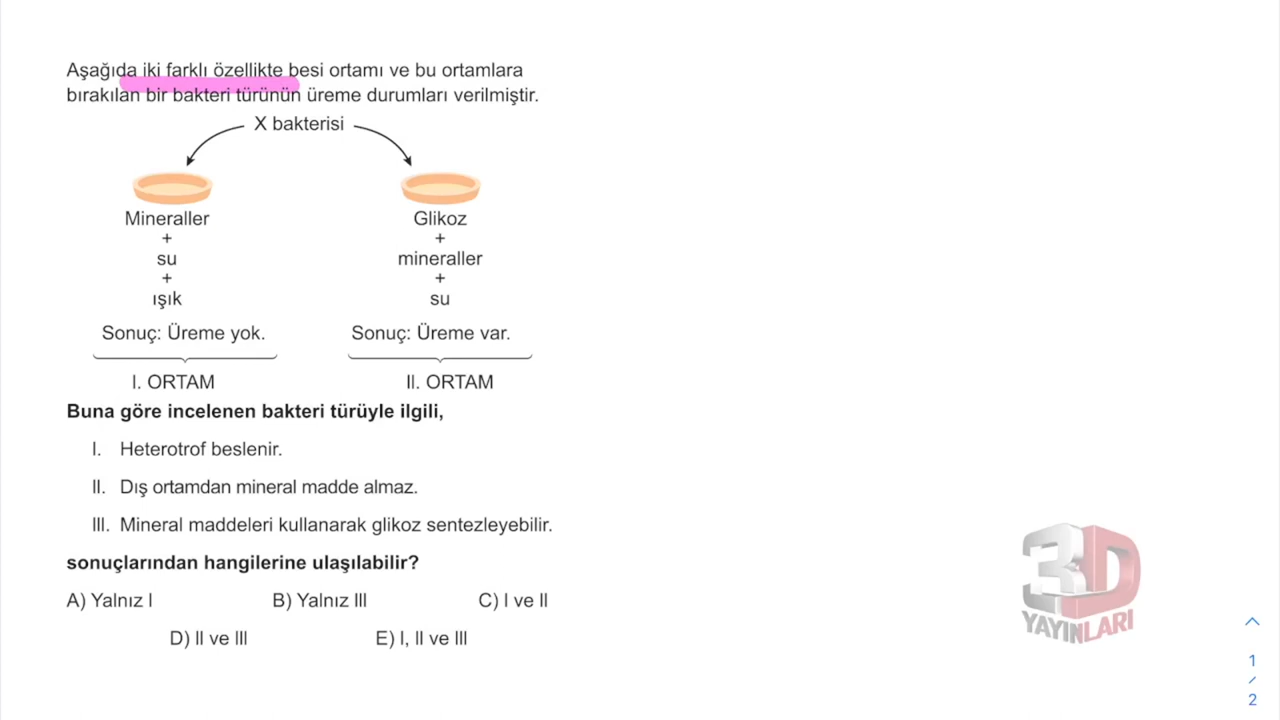 Aşağıda iki farklı özellikte besi ortamı ve bu ortamlara
bırakılan bir bakteri türünün üreme durumları verilmiştir.
X bakterisi
Mineraller
+
su
+
ışık
Sonuç: Üreme yok.
I. ORTAM
Glikoz
+
mineraller
+
su
Sonuç: Üreme var.
II. ORTAM
Buna göre incelenen bakteri türüyle ilgili,
I. Heterotrof beslenir.
II. Dış ortamdan mineral madde almaz.
III. Mineral maddeleri kullanarak glikoz sentezleyebilir.
sonuçlarından hangilerine ulaşılabilir?
A) Yalnız I B) Yalnız III C) I ve II
D) II ve III E) I, II ve III
3D
YAYINLARI
1
/
2